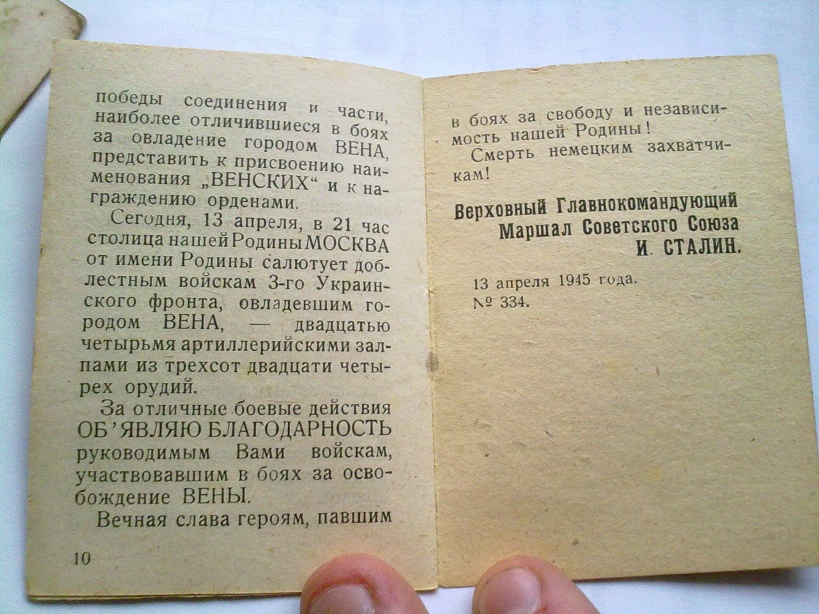 победы соединения и части,
наиболее отличившиеся в боях
за овладение городом ВЕНА,
представить к присвоению наи-
менования „ВЕНСКИХ“ и к на-
граждению орденами.
Сегодня, 13 апреля, в 21 час
столица нашей Родины МОСКВА
от имени Родины салютует доб-
лестным войскам 3-го Украин-
ского фронта, овладевшим го-
родом ВЕНА, — двадцатью
четырьмя артиллерийскими зал-
пами из трехсот двадцати четы-
рех орудий.
За отличные боевые действия
ОБ'ЯВЛЯЮ БЛАГОДАРНОСТЬ
руководимым Вами войскам,
участвовавшим в боях за осво-
бождение ВЕНЫ.
Вечная слава героям, павшим
10
в боях за свободу и независи-
мость нашей Родины!
Смерть немецким захватчи-
кам!
Верховный Главнокомандующий
Маршал Советского Союза
И. СТАЛИН.
13 апреля 1945 года.
№ 334.